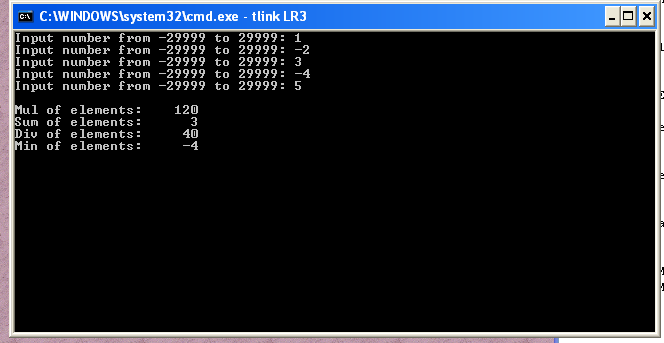 C:\WINDOWS\system32\cmd.exe - tlink LR3
Input number from -29999 to 29999: 1
Input number from -29999 to 29999: -2
Input number from -29999 to 29999: 3
Input number from -29999 to 29999: -4
Input number from -29999 to 29999: 5
Mul of elements:    120
Sum of elements:      3
Div of elements:     40
Min of elements:     -4